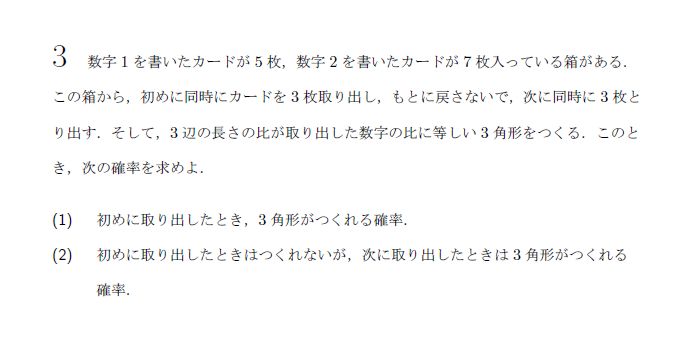 3 数字 1 を書いたカードが 5 枚，数字 2 を書いたカードが 7 枚入っている箱がある．
この箱から，初めに同時にカードを 3 枚取り出し，もとに戻さないで，次に同時に 3 枚と
り出す．そして，3 辺の長さの比が取り出した数字の比に等しい 3 角形をつくる．このと
き，次の確率を求めよ．
(1) 初めに取り出したとき，3 角形がつくれる確率．
(2) 初めに取り出したときはつくれないが，次に取り出したときは 3 角形がつくれる
確率．